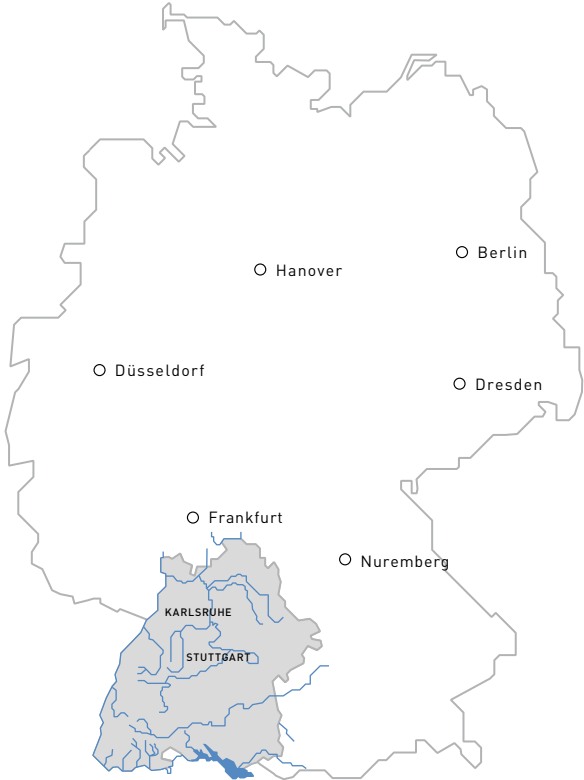 Berlin
Hanover
Düsseldorf
Dresden
Frankfurt
Nuremberg
KARLSRUHE
STUTTGART